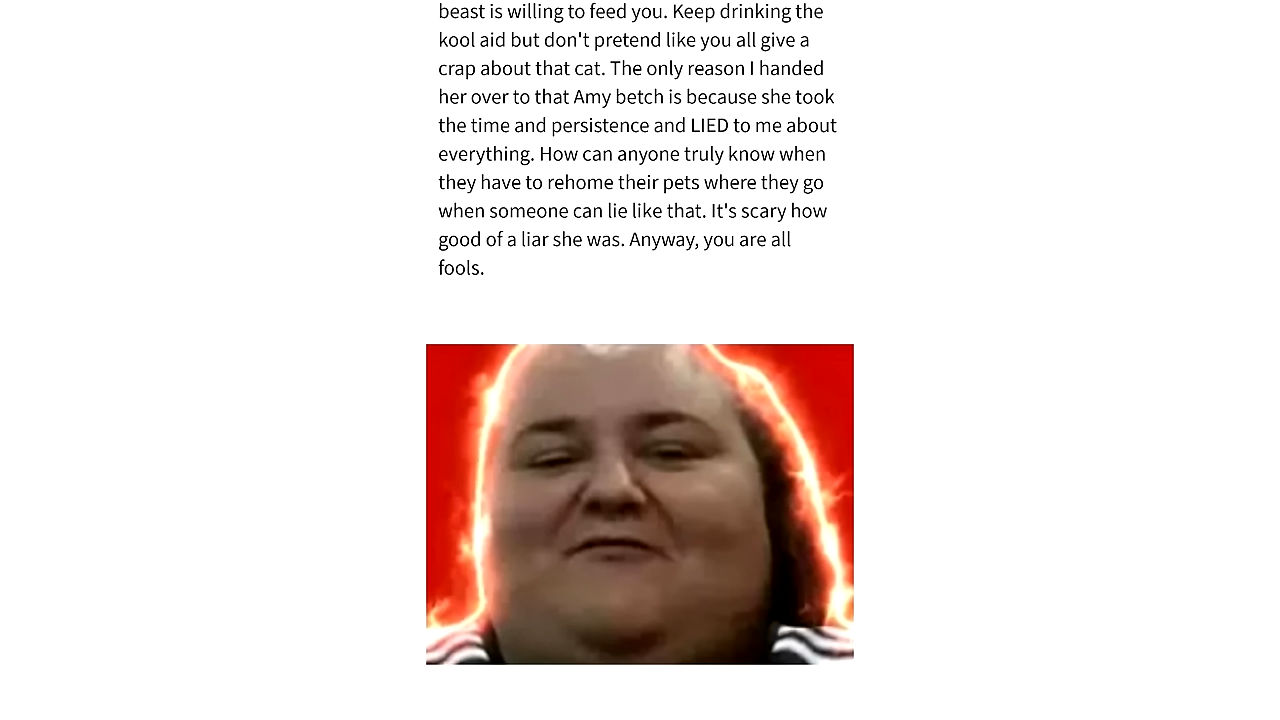 beast is willing to feed you. Keep drinking the
kool aid but don't pretend like you all give a
crap about that cat. The only reason I handed
her over to that Amy betch is because she took
the time and persistence and LIED to me about
everything. How can anyone truly know when
they have to rehome their pets where they go
when someone can lie like that. It's scary how
good of a liar she was. Anyway, you are all
fools.